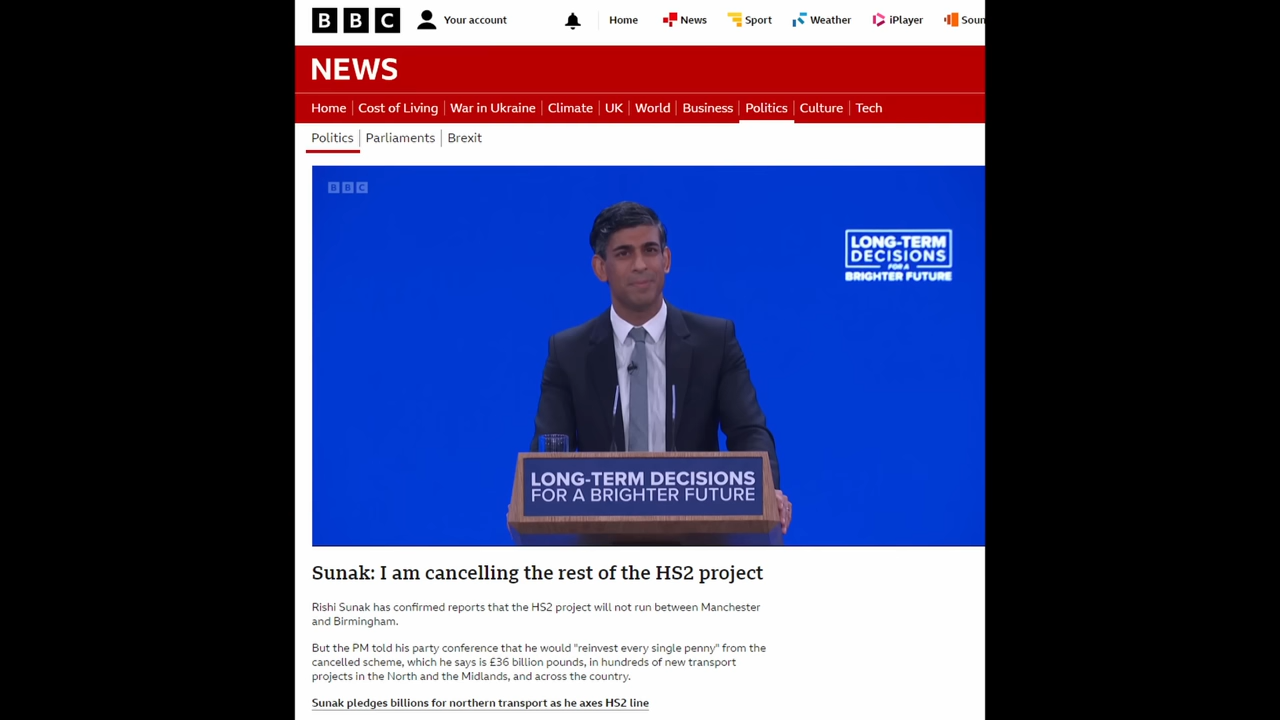 BBC Your account Home News Sport Weather iPlayer Soun
NEWS
Home Cost of Living War in Ukraine Climate UK World Business Politics Culture Tech
Politics Parliaments Brexit
BBC
LONG-TERM
DECISIONS
FOR A
BRIGHTER FUTURE
LONG-TERM DECISIONS
FOR A BRIGHTER FUTURE
Sunak: I am cancelling the rest of the HS2 project
Rishi Sunak has confirmed reports that the HS2 project will not run between Manchester
and Birmingham.
But the PM told his party conference that he would "reinvest every single penny" from the
cancelled scheme, which he says is £36 billion pounds, in hundreds of new transport
projects in the North and the Midlands, and across the country.
Sunak pledges billions for northern transport as he axes HS2 line